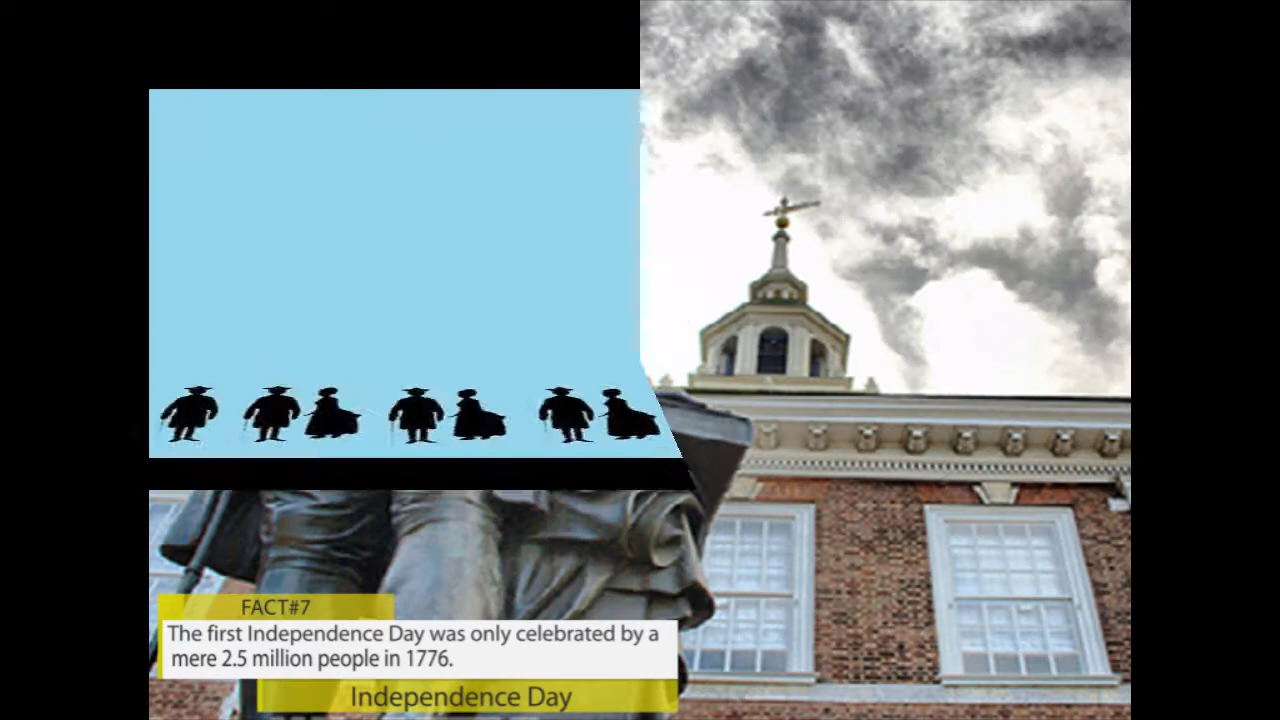 FACT#7
The first Independence Day was only celebrated by a
mere 2.5 million people in 1776.
Independence Day